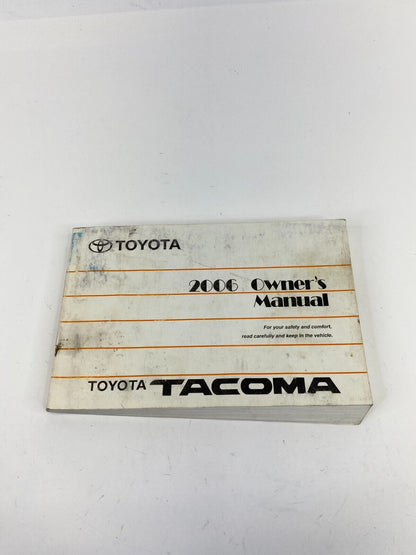 TOYOTA
2006 Owner's
Manual
For your safety and comfort,
read carefully and keep in the vehicle.
TOYOTA TACOMA